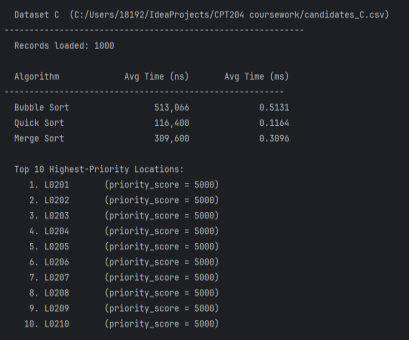 Dataset C  (C:/Users/18192/IdeaProjects/CPT204 coursework/candidates_C.csv)
------------------------------------------------------------
Records loaded: 1000
Algorithm Avg Time (ns) Avg Time (ms)
------------------------------------------------------------
Bubble Sort 513,066 0.5131
Quick Sort 116,400 0.1164
Merge Sort 309,600 0.3096
Top 10 Highest-Priority Locations:
1. L0201 (priority_score = 5000)
2. L0202 (priority_score = 5000)
3. L0203 (priority_score = 5000)
4. L0204 (priority_score = 5000)
5. L0205 (priority_score = 5000)
6. L0206 (priority_score = 5000)
7. L0207 (priority_score = 5000)
8. L0208 (priority_score = 5000)
9. L0209 (priority_score = 5000)
10. L0210 (priority_score = 5000)